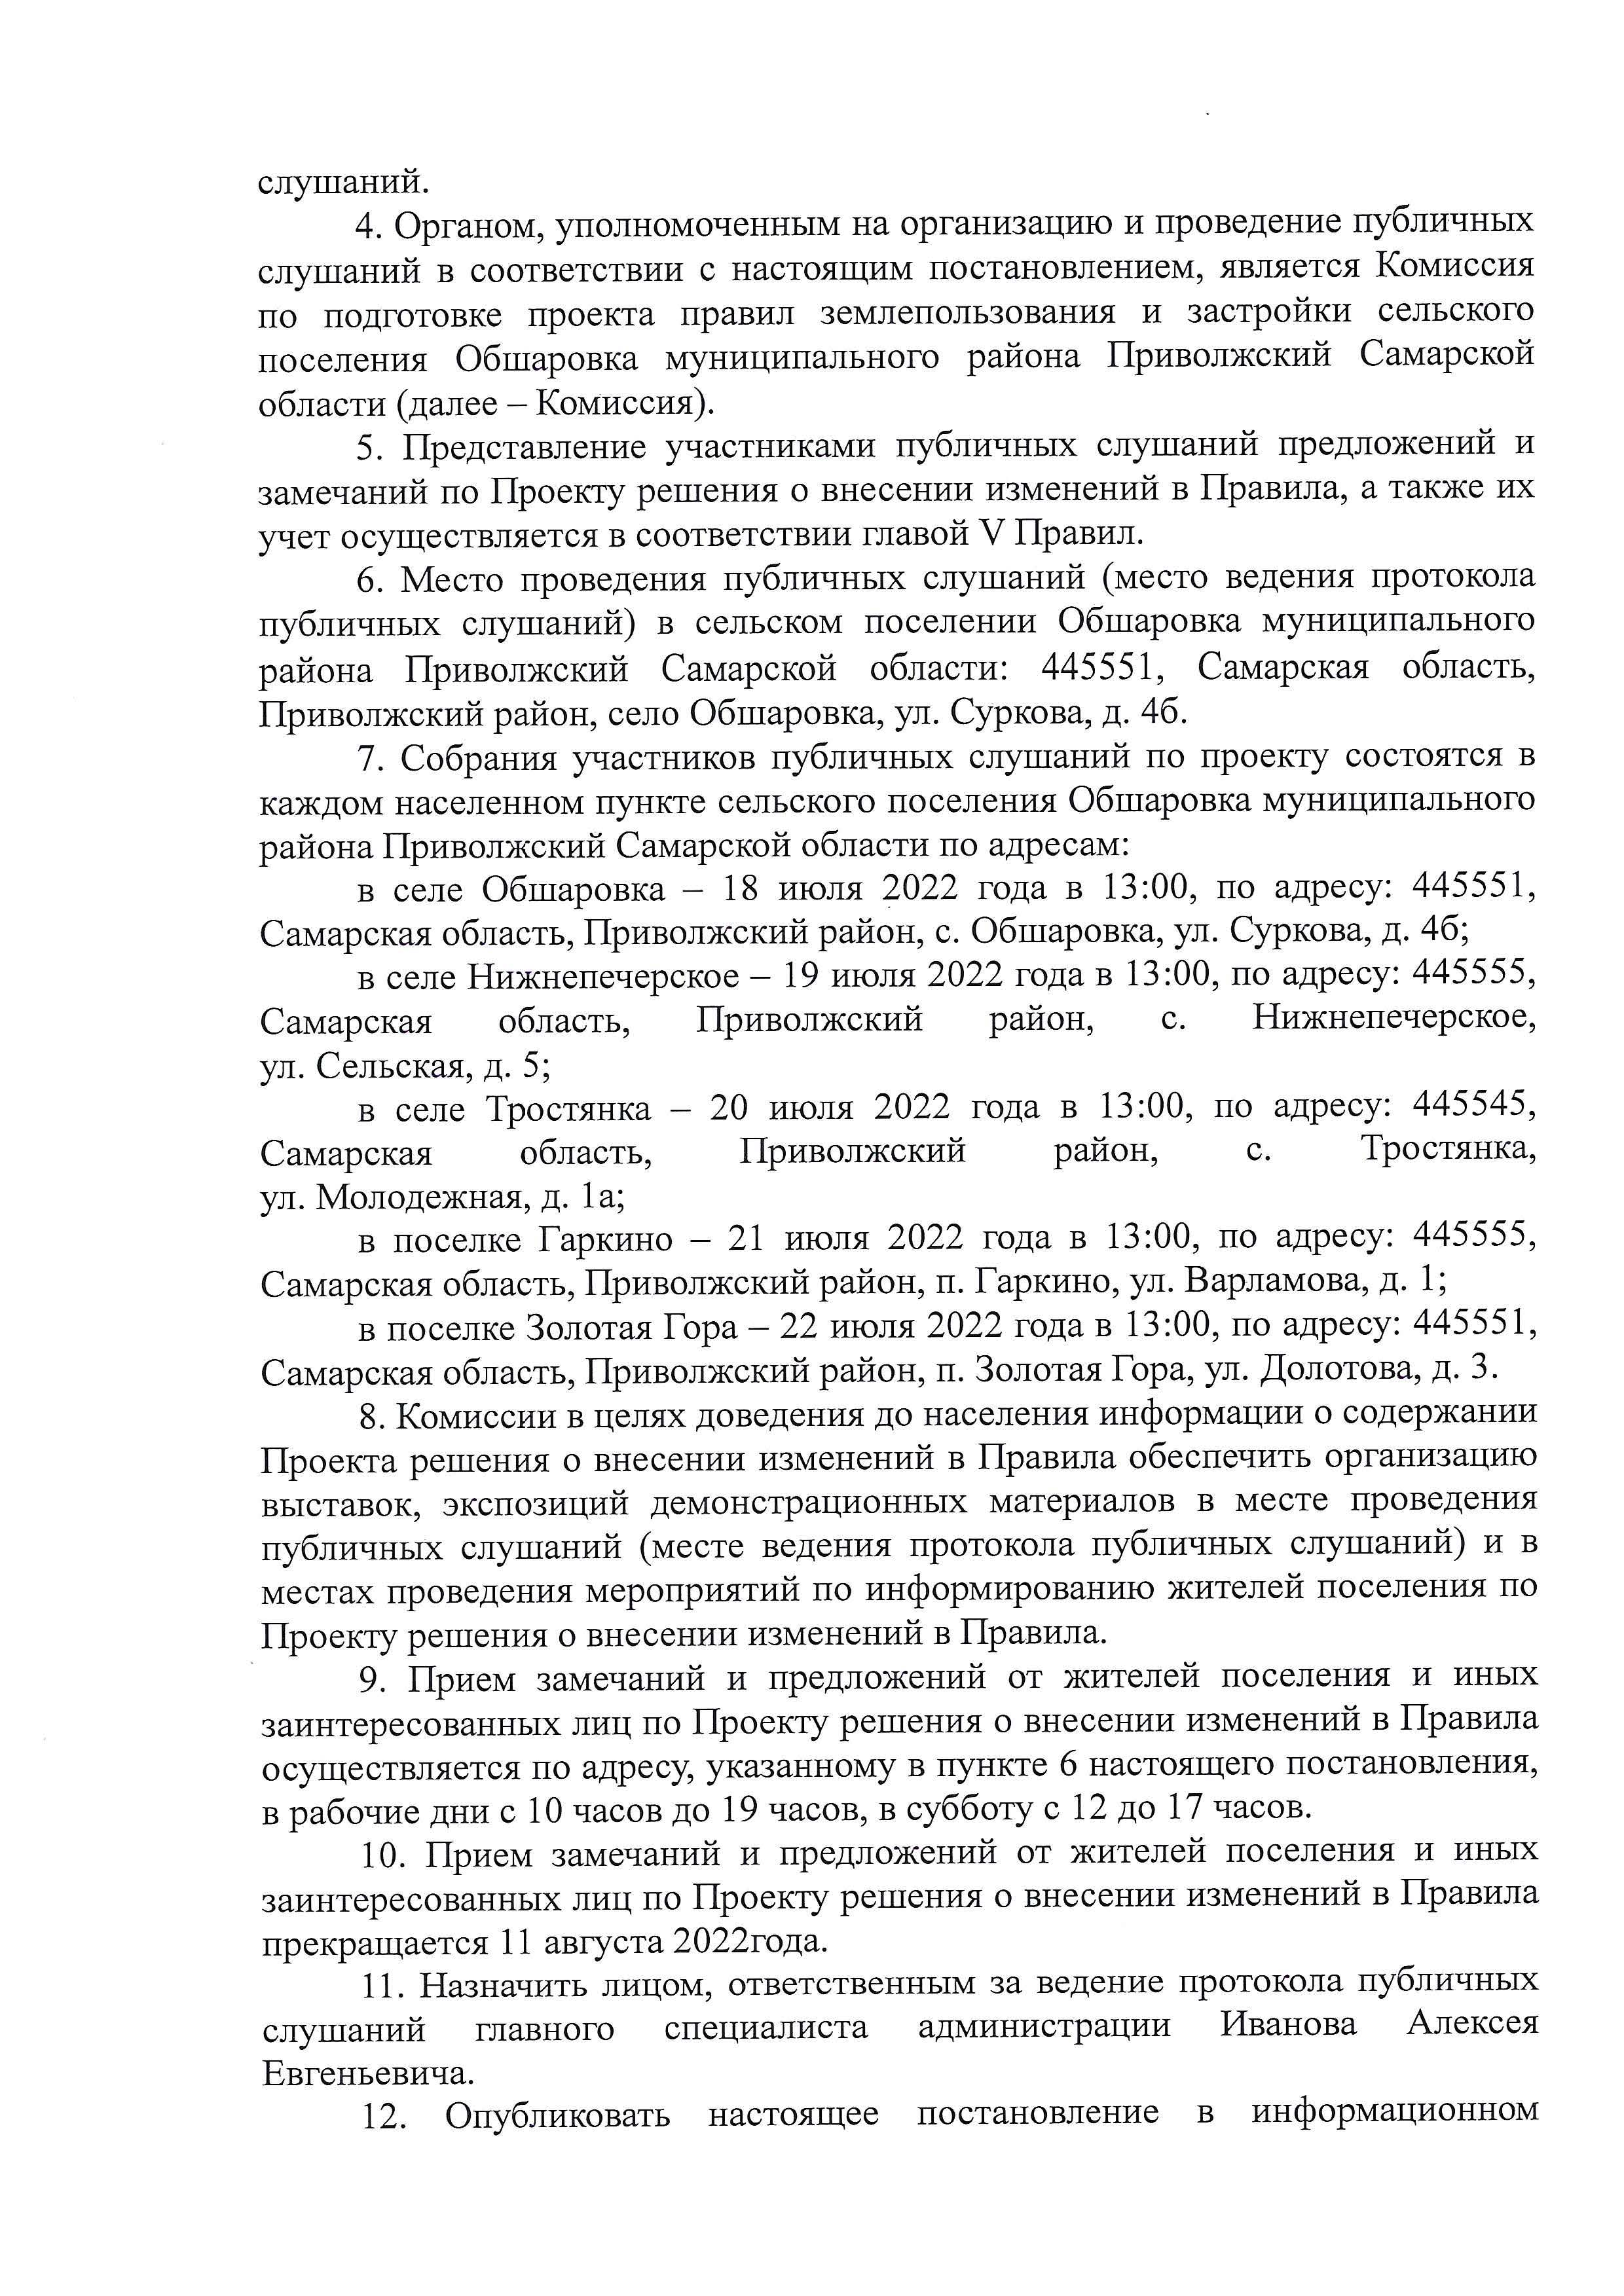 слушаний.
4. Органом, уполномоченным на организацию и проведение публичных
слушаний в соответствии с настоящим постановлением, является Комиссия
по подготовке проекта правил землепользования и застройки сельского
поселения Обшаровка муниципального района Приволжский Самарской
области (далее – Комиссия).
5. Представление участниками публичных слушаний предложений и
замечаний по Проекту решения о внесении изменений в Правила, а также их
учет осуществляется в соответствии главой V Правил.
6. Место проведения публичных слушаний (место ведения протокола
публичных слушаний) в сельском поселении Обшаровка муниципального
района Приволжский Самарской области: 445551, Самарская область,
Приволжский район, село Обшаровка, ул. Суркова, д. 4б.
7. Собрания участников публичных слушаний по проекту состоятся в
каждом населенном пункте сельского поселения Обшаровка муниципального
района Приволжский Самарской области по адресам:
в селе Обшаровка – 18 июля 2022 года в 13:00, по адресу: 445551,
Самарская область, Приволжский район, с. Обшаровка, ул. Суркова, д. 4б;
в селе Нижнепечерское – 19 июля 2022 года в 13:00, по адресу: 445555,
Самарская область, Приволжский район, с. Нижнепечерское,
ул. Сельская, д. 5;
в селе Тростянка – 20 июля 2022 года в 13:00, по адресу: 445545,
Самарская область, Приволжский район, с. Тростянка,
ул. Молодежная, д. 1а;
в поселке Гаркино – 21 июля 2022 года в 13:00, по адресу: 445555,
Самарская область, Приволжский район, п. Гаркино, ул. Варламова, д. 1;
в поселке Золотая Гора – 22 июля 2022 года в 13:00, по адресу: 445551,
Самарская область, Приволжский район, п. Золотая Гора, ул. Долотова, д. 3.
8. Комиссии в целях доведения до населения информации о содержании
Проекта решения о внесении изменений в Правила обеспечить организацию
выставок, экспозиций демонстрационных материалов в месте проведения
публичных слушаний (месте ведения протокола публичных слушаний) и в
местах проведения мероприятий по информированию жителей поселения по
Проекту решения о внесении изменений в Правила.
9. Прием замечаний и предложений от жителей поселения и иных
заинтересованных лиц по Проекту решения о внесении изменений в Правила
осуществляется по адресу, указанному в пункте 6 настоящего постановления,
в рабочие дни с 10 часов до 19 часов, в субботу с 12 до 17 часов.
10. Прием замечаний и предложений от жителей поселения и иных
заинтересованных лиц по Проекту решения о внесении изменений в Правила
прекращается 11 августа 2022года.
11. Назначить лицом, ответственным за ведение протокола публичных
слушаний главного специалиста администрации Иванова Алексея
Евгеньевича.
12. Опубликовать настоящее постановление в информационном